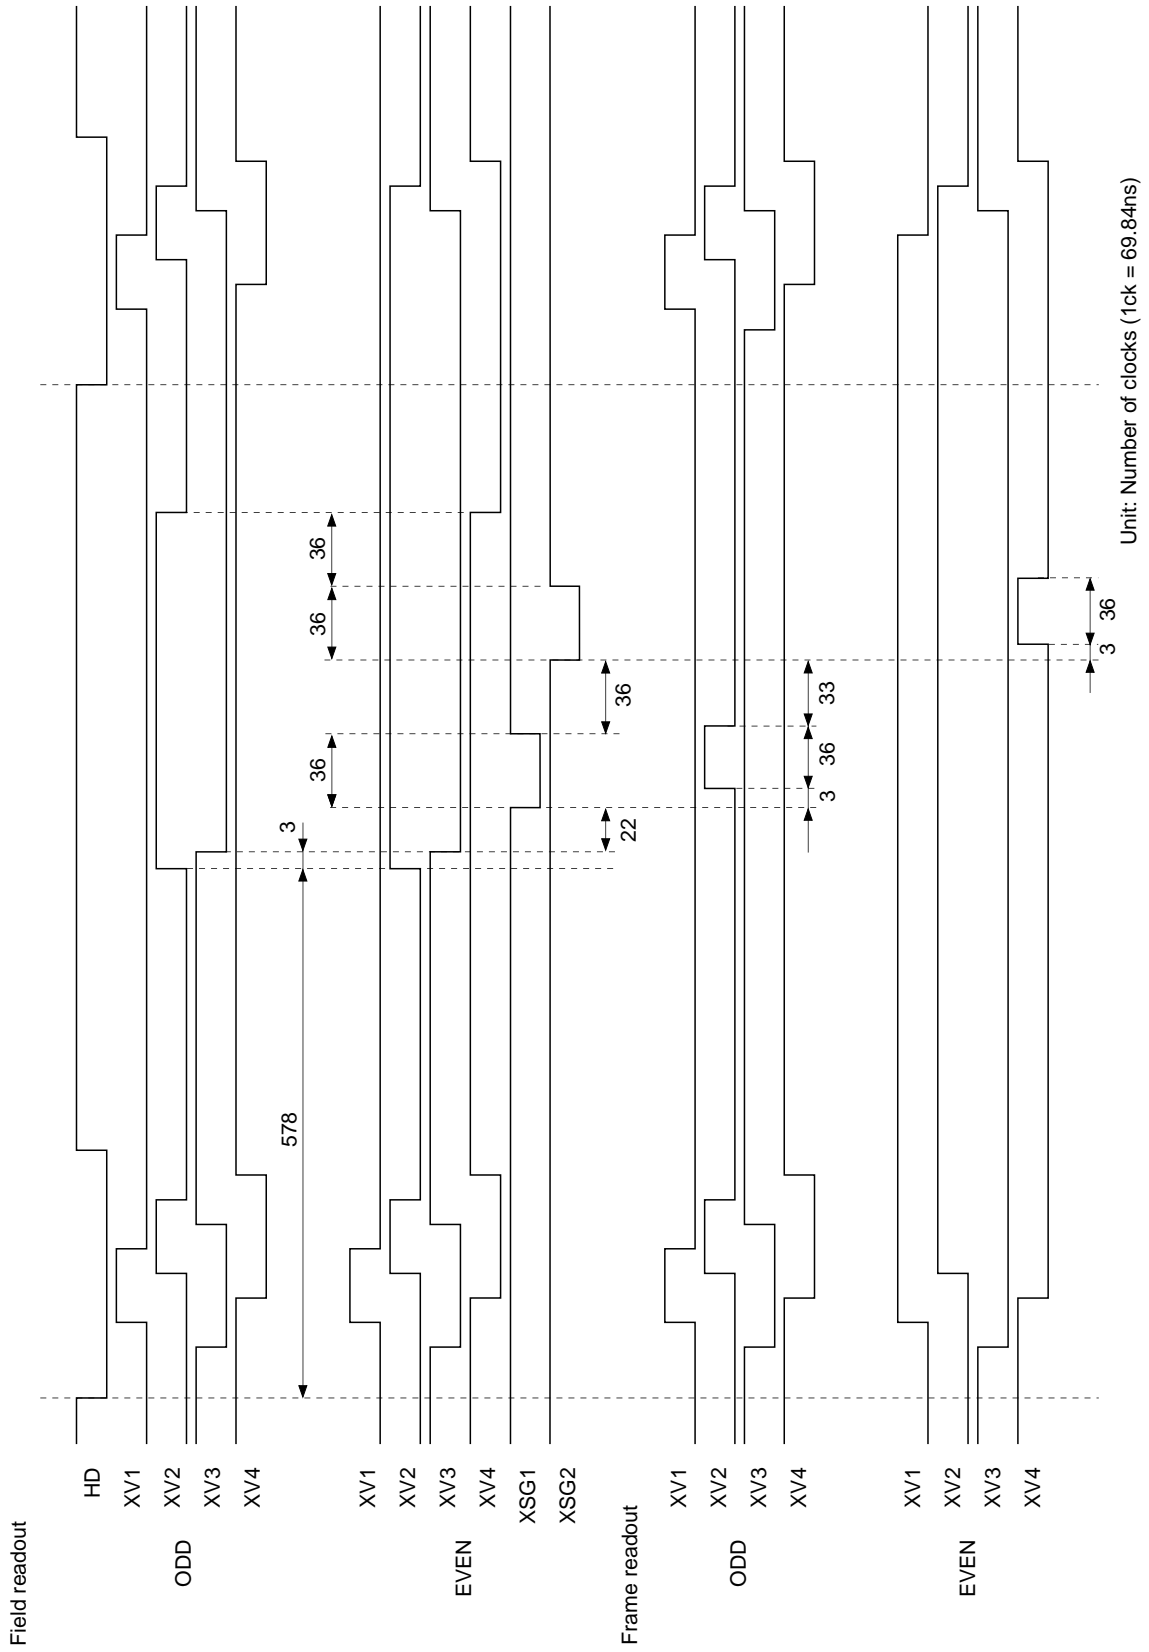 Field readout
HD
XV1
XV2
XV3
XV4
ODD
578
3
36
36
36
XV1
XV2
XV3
XV4
XSG1
XSG2
EVEN
22
36
Frame readout
XV1
XV2
XV3
XV4
ODD
3
36
33
XV1
XV2
XV3
XV4
EVEN
3
36
Unit: Number of clocks (1ck = 69.84ns)